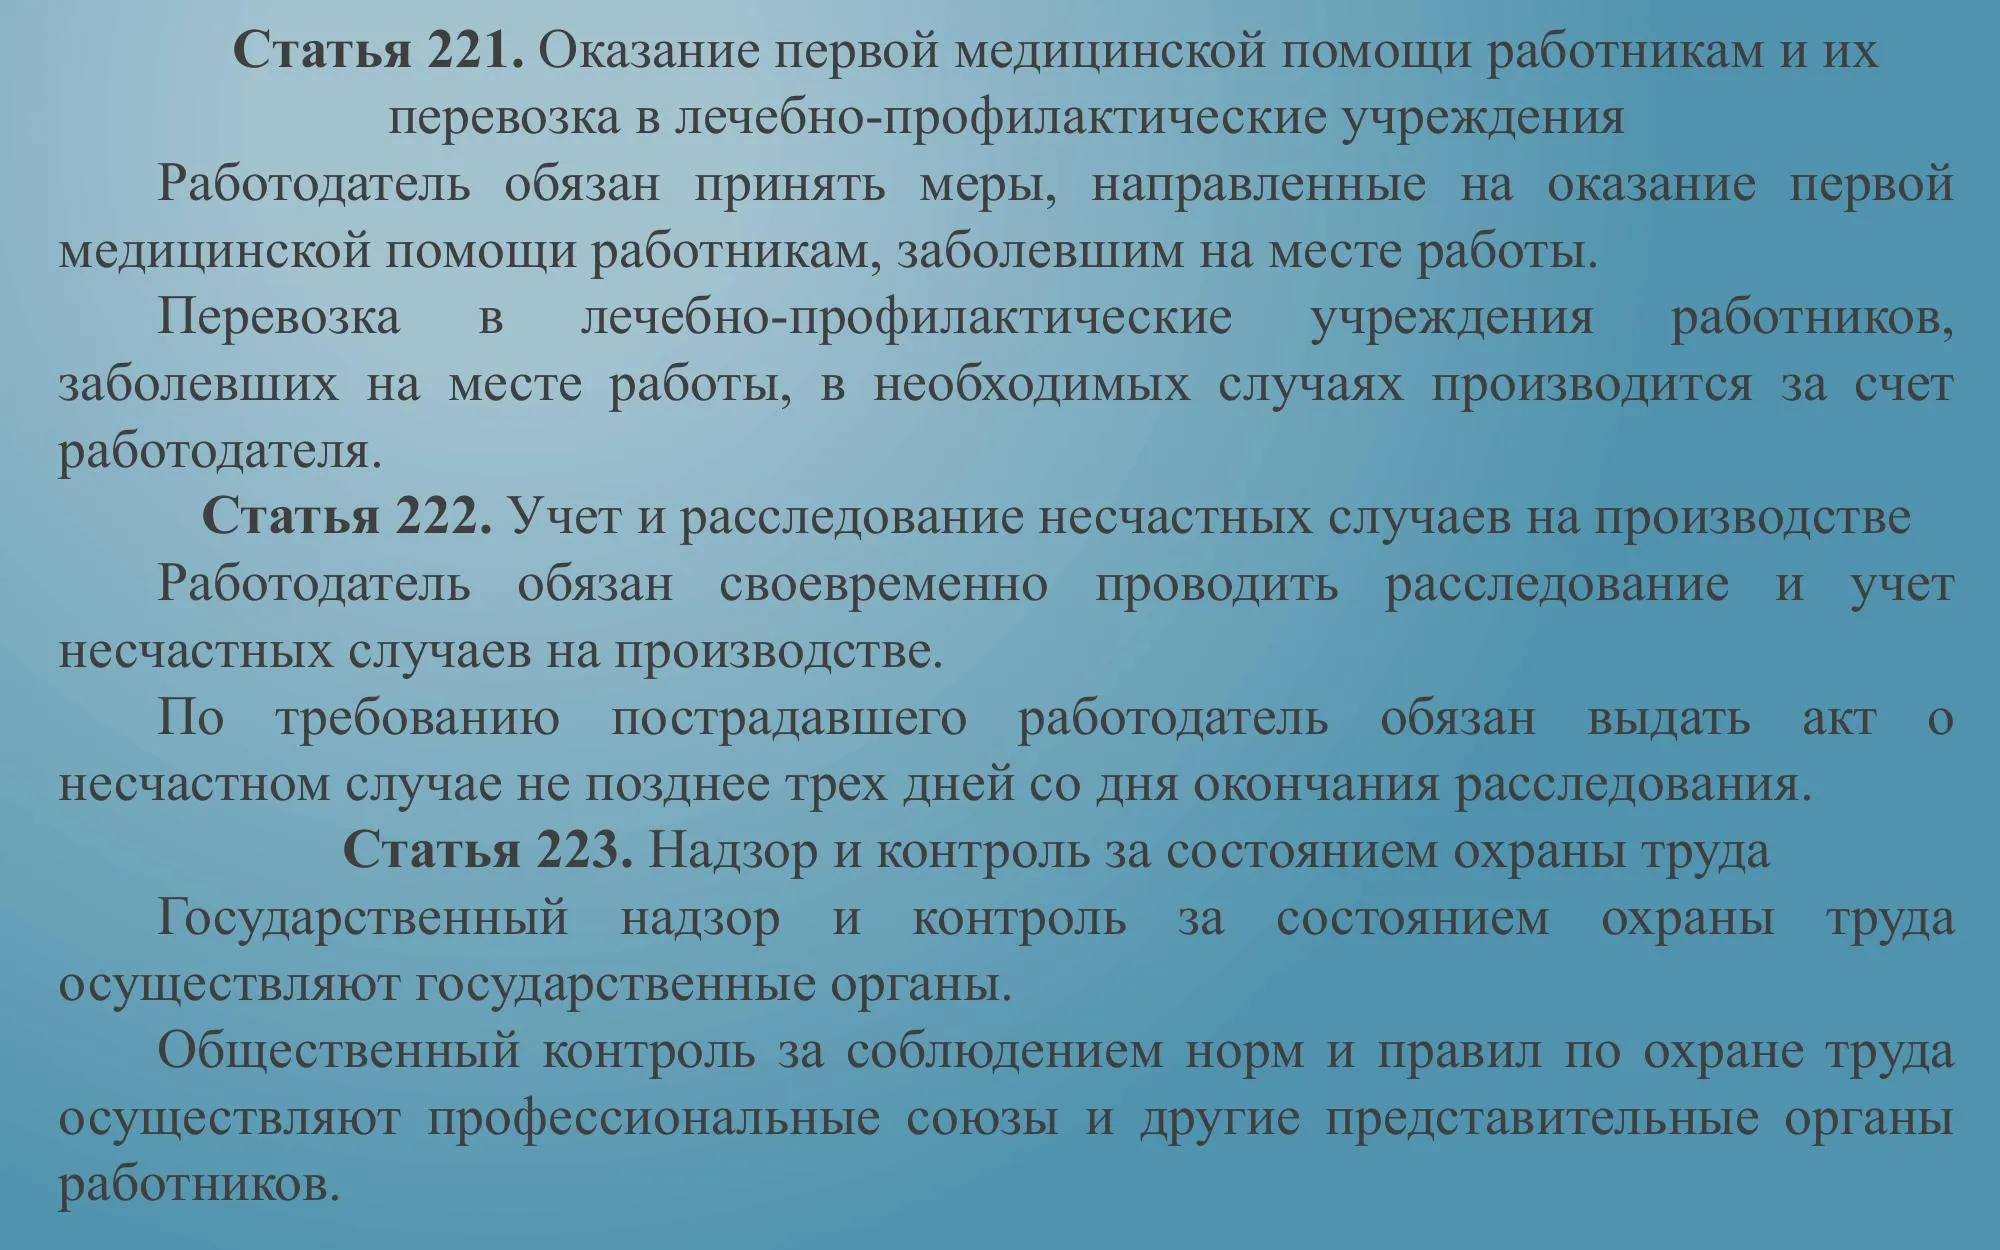 Статья 221. Оказание первой медицинской помощи работникам и их
перевозка в лечебно-профилактические учреждения
Работодатель обязан принять меры, направленные на оказание первой
медицинской помощи работникам, заболевшим на месте работы.
Перевозка в лечебно-профилактические учреждения работников,
заболевших на месте работы, в необходимых случаях производится за счет
работодателя.
Статья 222. Учет и расследование несчастных случаев на производстве
Работодатель обязан своевременно проводить расследование и учет
несчастных случаев на производстве.
По требованию пострадавшего работодатель обязан выдать акт о
несчастном случае не позднее трех дней со дня окончания расследования.
Статья 223. Надзор и контроль за состоянием охраны труда
Государственный надзор и контроль за состоянием охраны труда
осуществляют государственные органы.
Общественный контроль за соблюдением норм и правил по охране труда
осуществляют профессиональные союзы и другие представительные органы
работников.